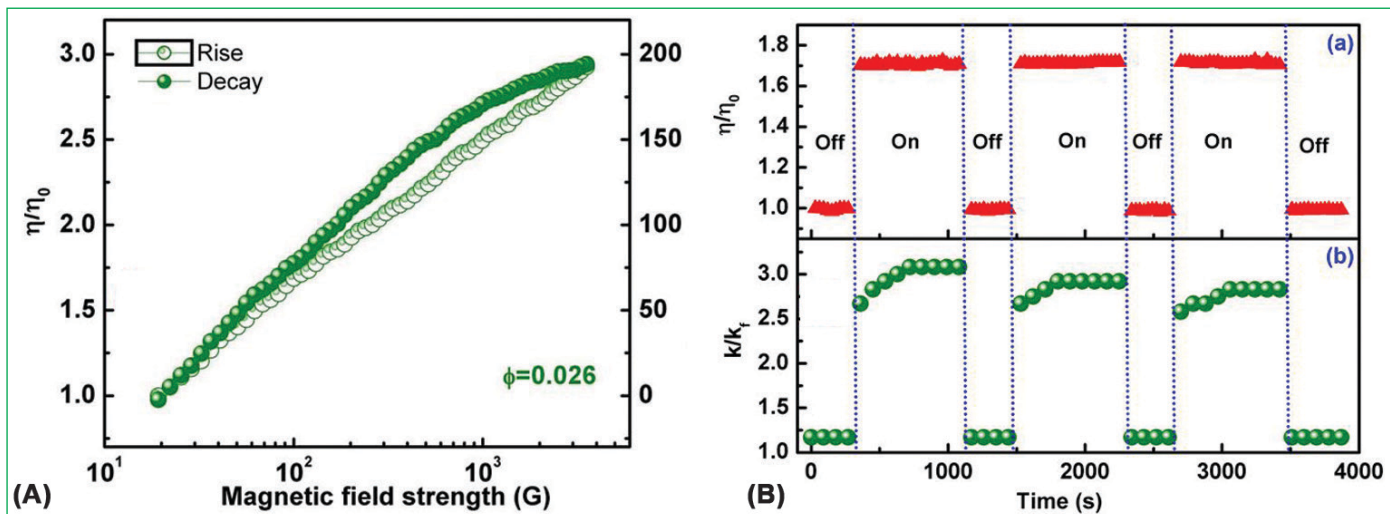 3.0
2.5
2.0
1.5
1.0
η/η0
Rise
Decay
200
150
100
50
0
ϕ=0.026
10¹
10²
10³
Magnetic field strength (G)
(A)
1.8
1.6
1.4
1.2
1.0
η/η0
(a)
Off On Off On Off On Off
3.0
2.5
1.25
1.0
k/kf
(b)
0 1000 2000 3000 4000
Time (s)
(B)